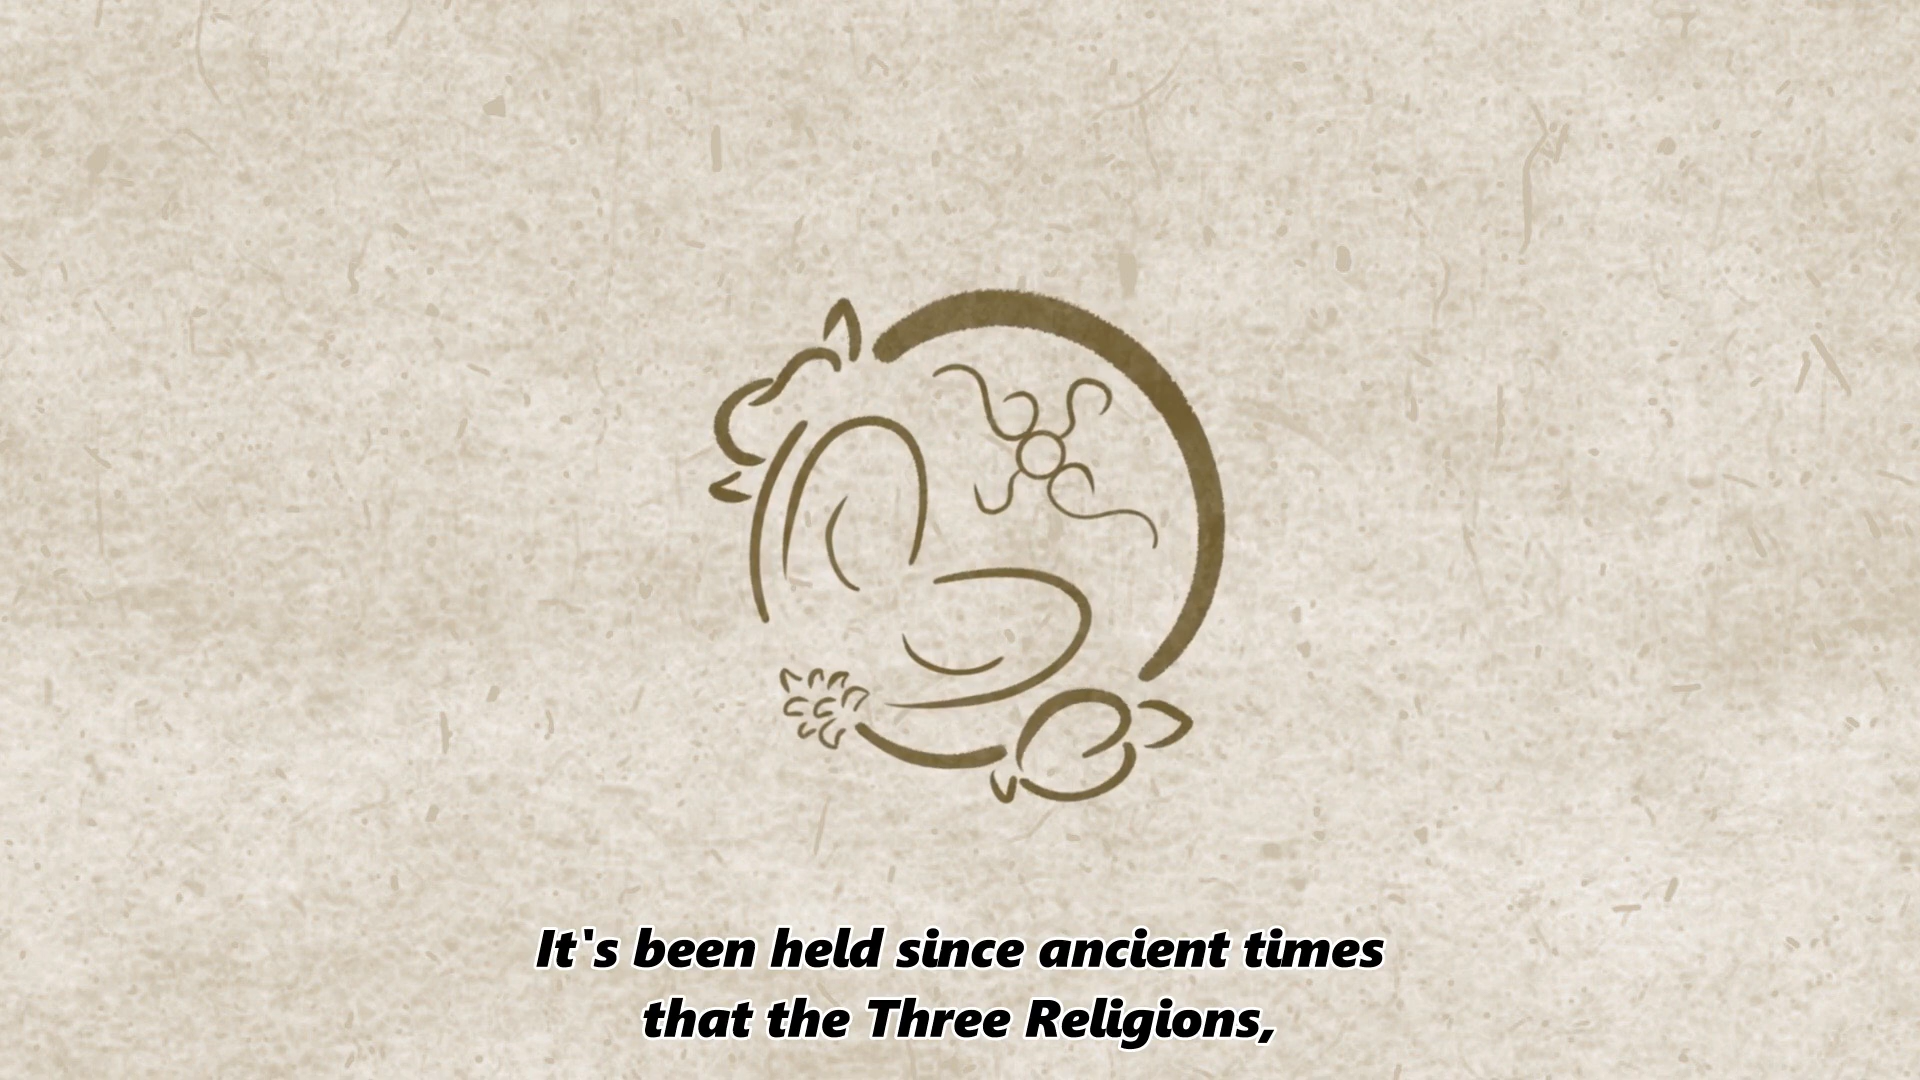 It's been held since ancient times
that the Three Religions,